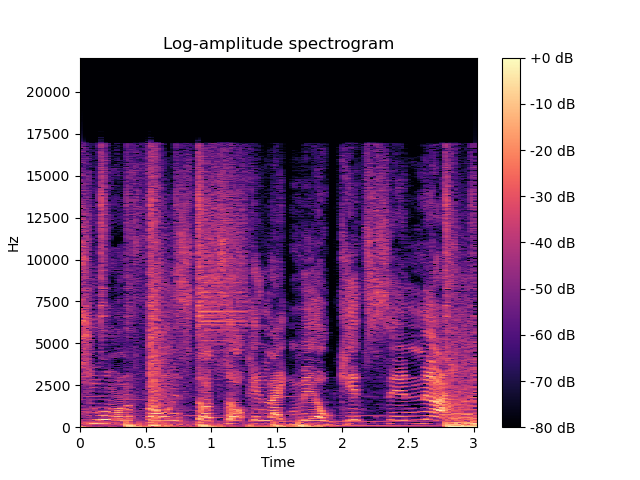 Log-amplitude spectrogram
+0 dB
20000
-10 dB
17500
-20 dB
15000
-30 dB
12500
Hz
-40 dB
10000
-50 dB
7500
-60 dB
5000
-70 dB
2500
0
-80 dB
0 0.5 1 1.5 2 2.5 3
Time